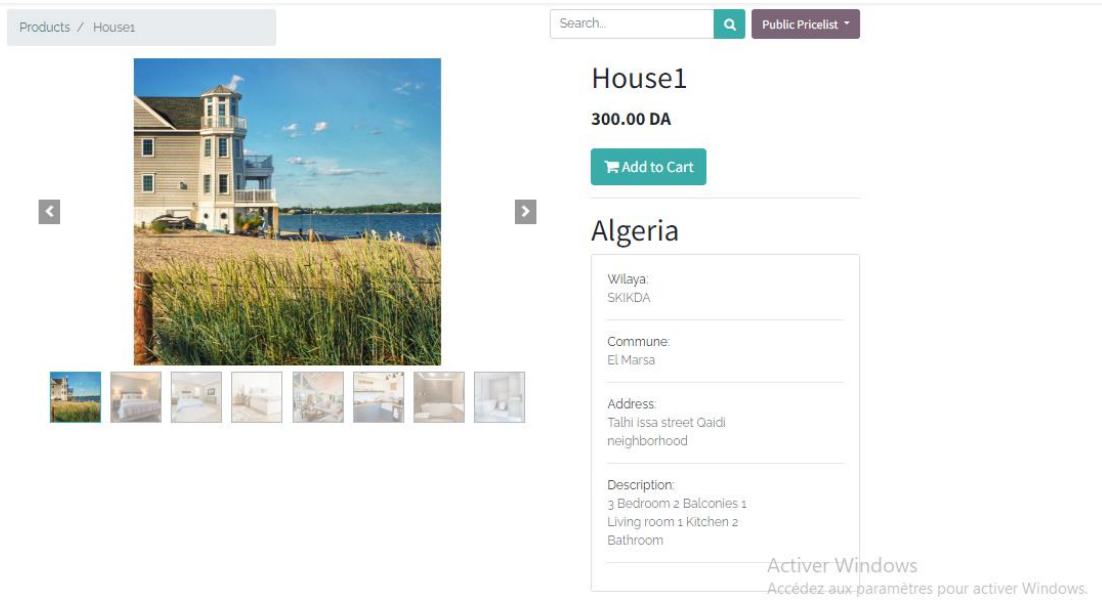 Products / House1
Search...
Public Pricelist
House1
300.00 DA
Add to Cart
Algeria
Wilaya:
SKIKDA
Commune:
El Marsa
Address:
Talhi issa street Qaidi
neighborhood
Description:
3 Bedroom 2 Balconies 1
Living room 1 Kitchen 2
Bathroom
Activer Windows
Accédez aux paramètres pour activer Windows.